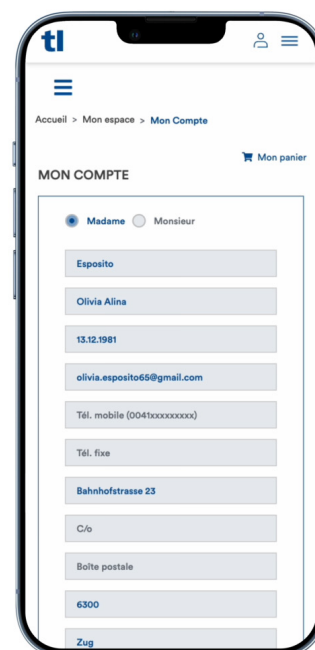 tl
Accueil > Mon espace > Mon Compte
Mon panier
MON COMPTE
Madame Monsieur
Esposito
Olivia Alina
13.12.1981
olivia.esposito65@gmail.com
Tél. mobile (0041xxxxxxxxx)
Tél. fixe
Bahnhofstrasse 23
C/o
Boîte postale
6300
Zug